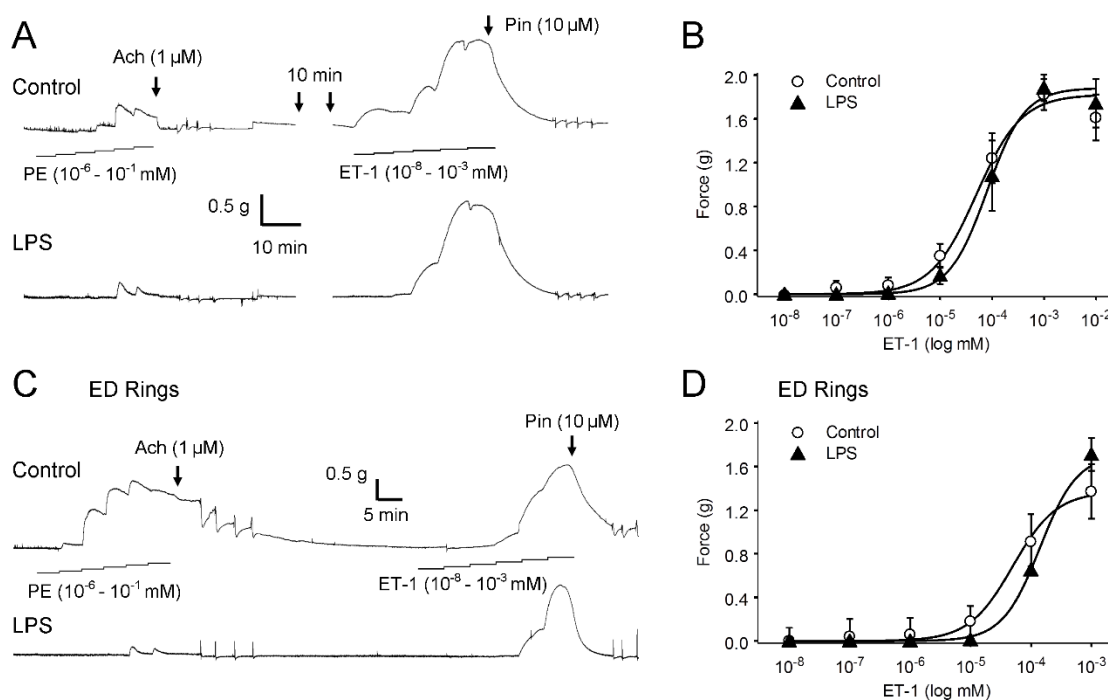 A
Control
Ach (1 µM)
10 min
Pin (10 µM)
PE (10⁻⁶ - 10⁻¹ mM)
ET-1 (10⁻⁸ - 10⁻³ mM)
0.5 g
10 min
LPS
B
Control
LPS
2.0
1.6
1.2
0.8
0.4
0.0
Force (g)
10⁻⁸ 10⁻⁷ 10⁻⁶ 10⁻⁵ 10⁻⁴ 10⁻³ 10⁻²
ET-1 (log mM)
C ED Rings
Control
Ach (1 µM)
0.5 g
5 min
Pin (10 µM)
PE (10⁻⁶ - 10⁻¹ mM)
ET-1 (10⁻⁸ - 10⁻³ mM)
LPS
D ED Rings
Control
LPS
2.0
1.6
1.2
0.8
0.4
0.0
Force (g)
10⁻⁸ 10⁻⁷ 10⁻⁶ 10⁻⁵ 10⁻⁴ 10⁻³
ET-1 (log mM)